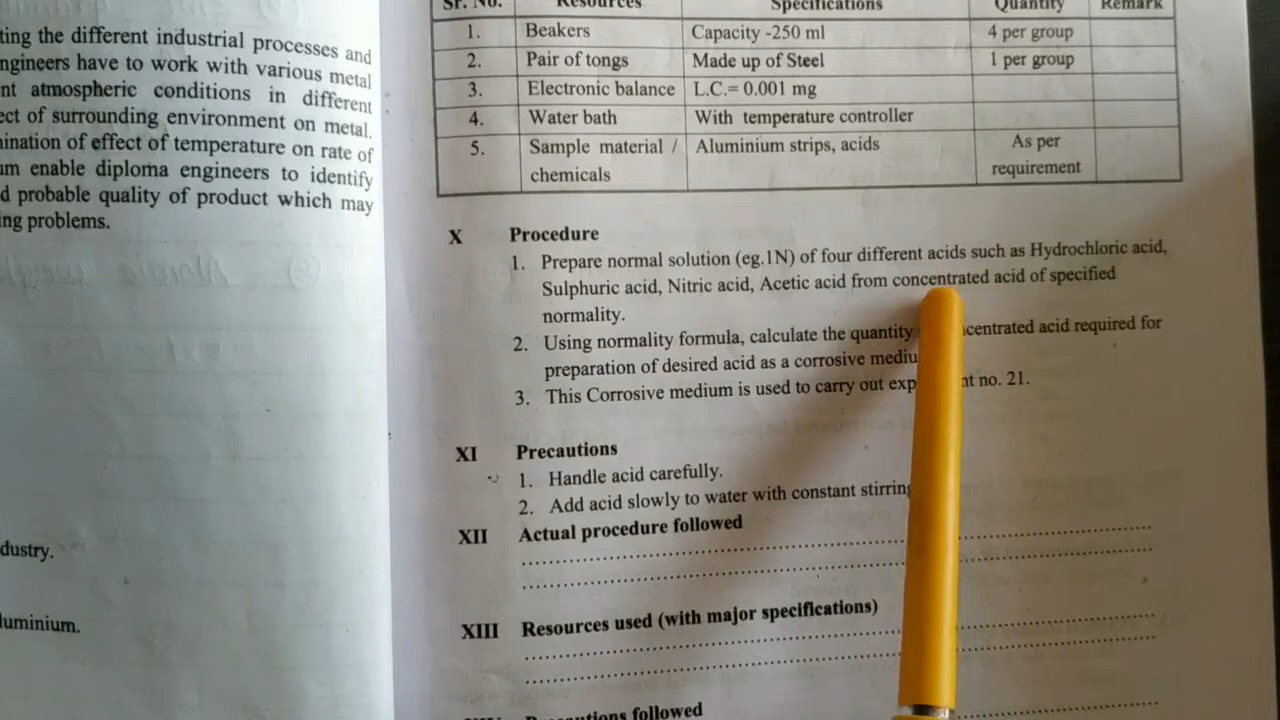 ting the different industrial processes and
ngineers have to work with various metal
nt atmospheric conditions in different
ect of surrounding environment on metal.
ination of effect of temperature on rate of
um enable diploma engineers to identify
d probable quality of product which may
ing problems.
dustry.
luminium.
Sr. No. Resources Specifications Quantity Remark
1. Beakers Capacity -250 ml 4 per group
2. Pair of tongs Made up of Steel 1 per group
3. Electronic balance L.C.= 0.001 mg
4. Water bath With temperature controller
5. Sample material / Aluminium strips, acids As per
chemicals requirement
X Procedure
1. Prepare normal solution (eg.1N) of four different acids such as Hydrochloric acid,
Sulphuric acid, Nitric acid, Acetic acid from concentrated acid of specified
normality.
2. Using normality formula, calculate the quantity centrated acid required for
preparation of desired acid as a corrosive mediu
3. This Corrosive medium is used to carry out exp nt no. 21.
XI Precautions
1. Handle acid carefully.
2. Add acid slowly to water with constant stirring
XII Actual procedure followed
XIII Resources used (with major specifications)
followed